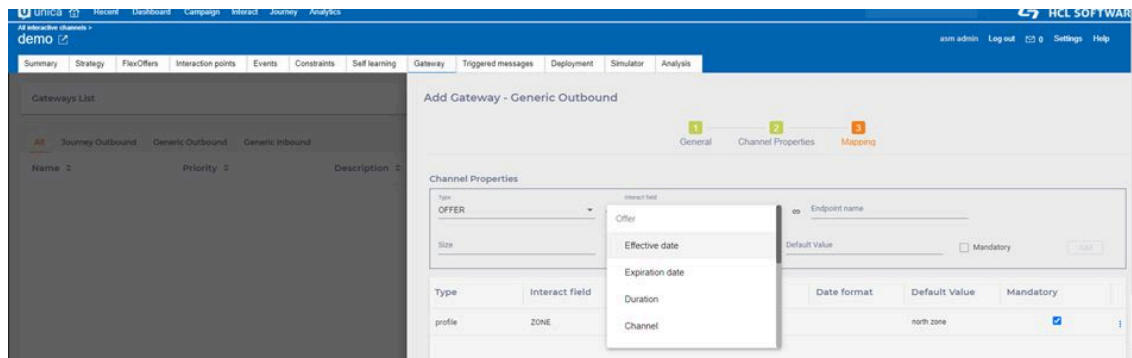 Unica Recent Dashboard Campaign Interact Journey Analytics HCL SOFTWAR
All interactive channels >
demo asm admin Log out 0 Settings Help
Summary Strategy FlexOffers Interaction points Events Constraints Self learning Gateway Triggered messages Deployment Simulator Analysis
Gateways List Add Gateway - Generic Outbound
1 2 3
General Channel Properties Mapping
All Journey Outbound Generic Outbound Generic Inbound
Name Priority Description
Channel Properties
Type Interact field
OFFER Endpoint name
Offer
Size Effective date Default Value Mandatory Add
Expiration date
Type Interact field Date format Default Value Mandatory
Duration
profile ZONE north zone
Channel